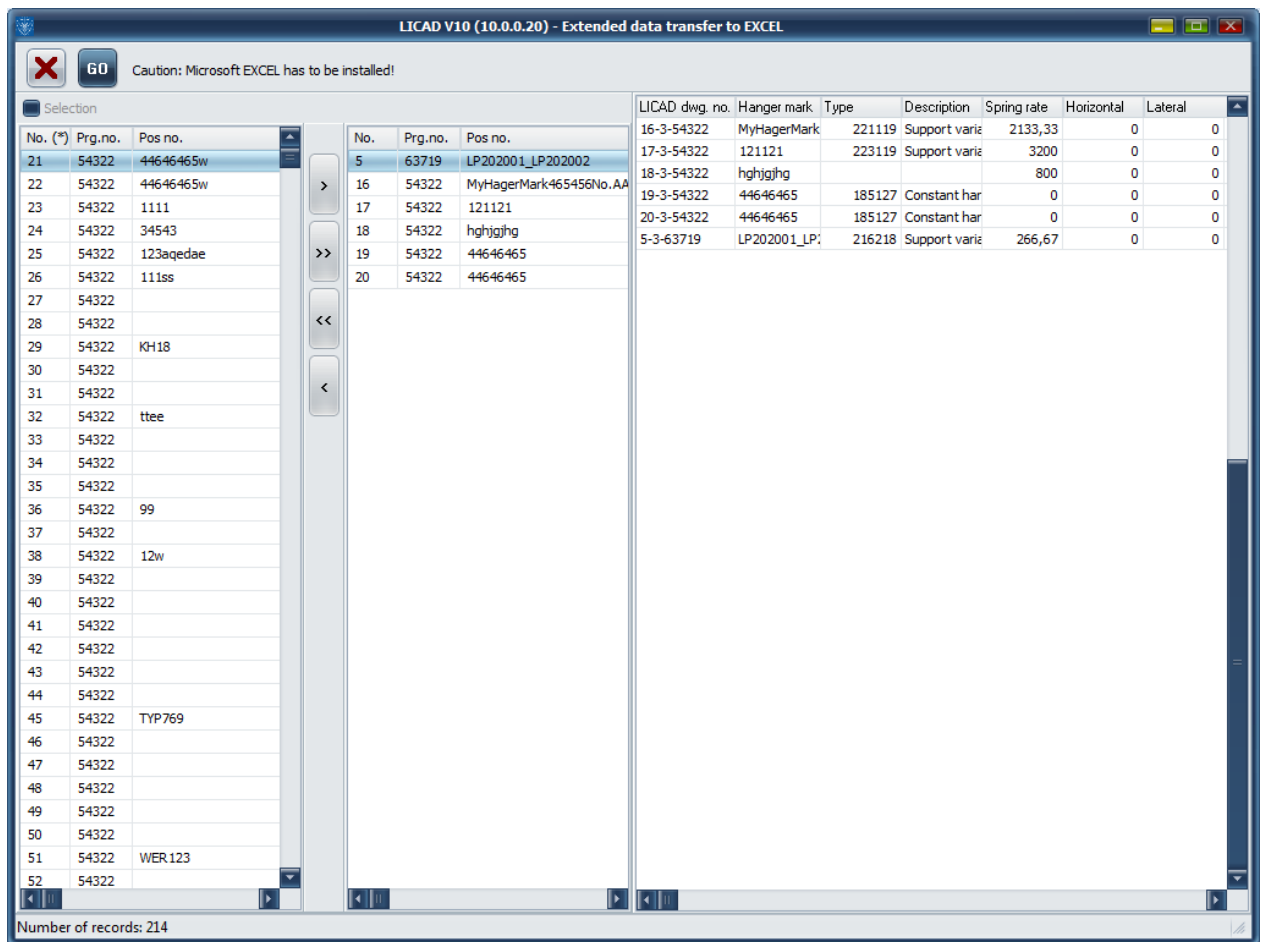 LICAD V10 (10.0.0.20) - Extended data transfer to EXCEL
GO Caution: Microsoft EXCEL has to be installed!
Selection
No. (*) Prg.no. Pos no.
21 54322 44646465w
22 54322 44646465w
23 54322 1111
24 54322 34543
25 54322 123aqedae
26 54322 111ss
27 54322
28 54322
29 54322 KH18
30 54322
31 54322
32 54322 ttee
33 54322
34 54322
35 54322
36 54322 99
37 54322
38 54322 12w
39 54322
40 54322
41 54322
42 54322
43 54322
44 54322
45 54322 TYP769
46 54322
47 54322
48 54322
49 54322
50 54322
51 54322 WER123
52 54322
>
>>
<<
<
No. Prg.no. Pos no.
5 63719 LP202001_LP202002
16 54322 MyHagerMark465456No.AA
17 54322 121121
18 54322 hghjgjhg
19 54322 44646465
20 54322 44646465
LICAD dwg. no. Hanger mark Type Description Spring rate Horizontal Lateral
16-3-54322 MyHagerMark 221119 Support varia 2133,33 0 0
17-3-54322 121121 223119 Support varia 3200 0 0
18-3-54322 hghjgjhg 800 0 0
19-3-54322 44646465 185127 Constant har 0 0 0
20-3-54322 44646465 185127 Constant har 0 0 0
5-3-63719 LP202001_LP2 216218 Support varia 266,67 0 0
Number of records: 214